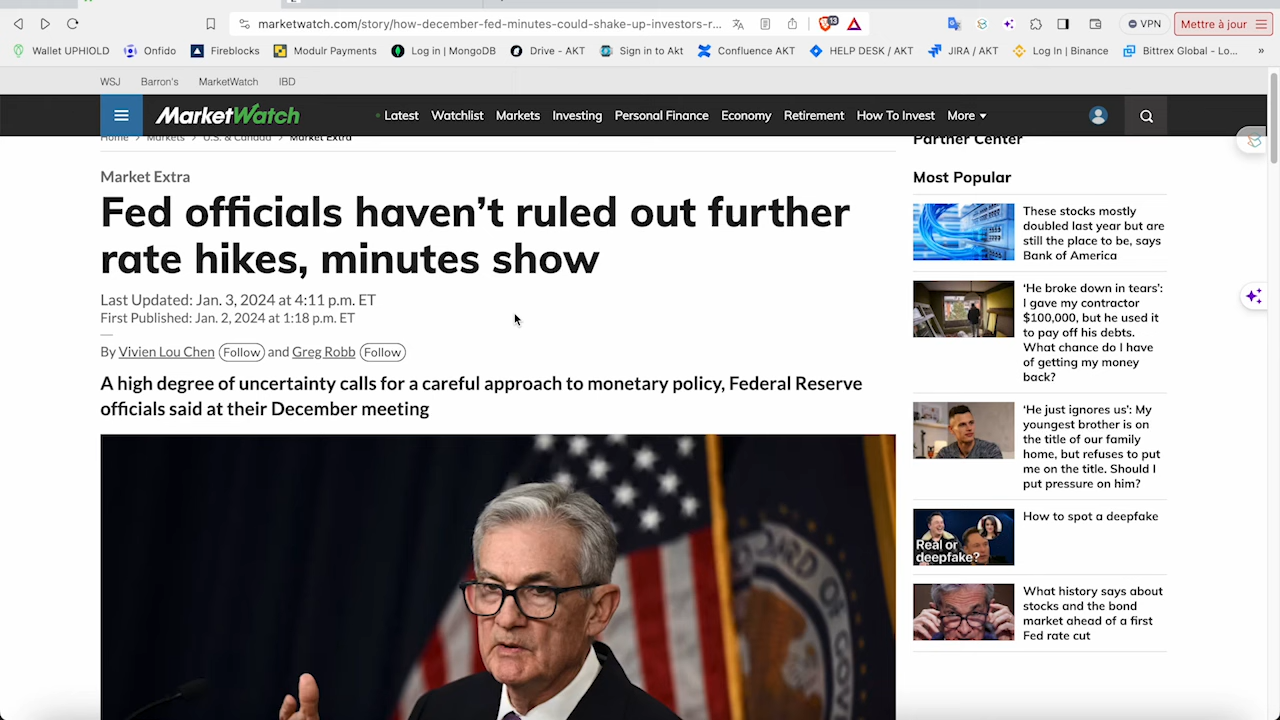 marketwatch.com/story/how-december-fed-minutes-could-shake-up-investors-r...
13
VPN
Mettre à jour
Wallet UPHIOLD
Onfido
Fireblocks
Modulr Payments
Log in | MongoDB
Drive - AKT
Sign in to Akt
Confluence AKT
HELP DESK / AKT
JIRA / AKT
Log In | Binance
Bittrex Global - Lo...
»
WSJ
Barron's
MarketWatch
IBD
MarketWatch
Latest
Watchlist
Markets
Investing
Personal Finance
Economy
Retirement
How To Invest
More
Home > Markets > U.S. & Canada > Market Extra
Market Extra
Fed officials haven't ruled out further
rate hikes, minutes show
Last Updated: Jan. 3, 2024 at 4:11 p.m. ET
First Published: Jan. 2, 2024 at 1:18 p.m. ET
By Vivien Lou Chen Follow and Greg Robb Follow
A high degree of uncertainty calls for a careful approach to monetary policy, Federal Reserve
officials said at their December meeting
Partner Center
Most Popular
These stocks mostly
doubled last year but are
still the place to be, says
Bank of America
'He broke down in tears':
I gave my contractor
$100,000, but he used it
to pay off his debts.
What chance do I have
of getting my money
back?
'He just ignores us': My
youngest brother is on
the title of our family
home, but refuses to put
me on the title. Should I
put pressure on him?
Real or
deepfake?
How to spot a deepfake
What history says about
stocks and the bond
market ahead of a first
Fed rate cut